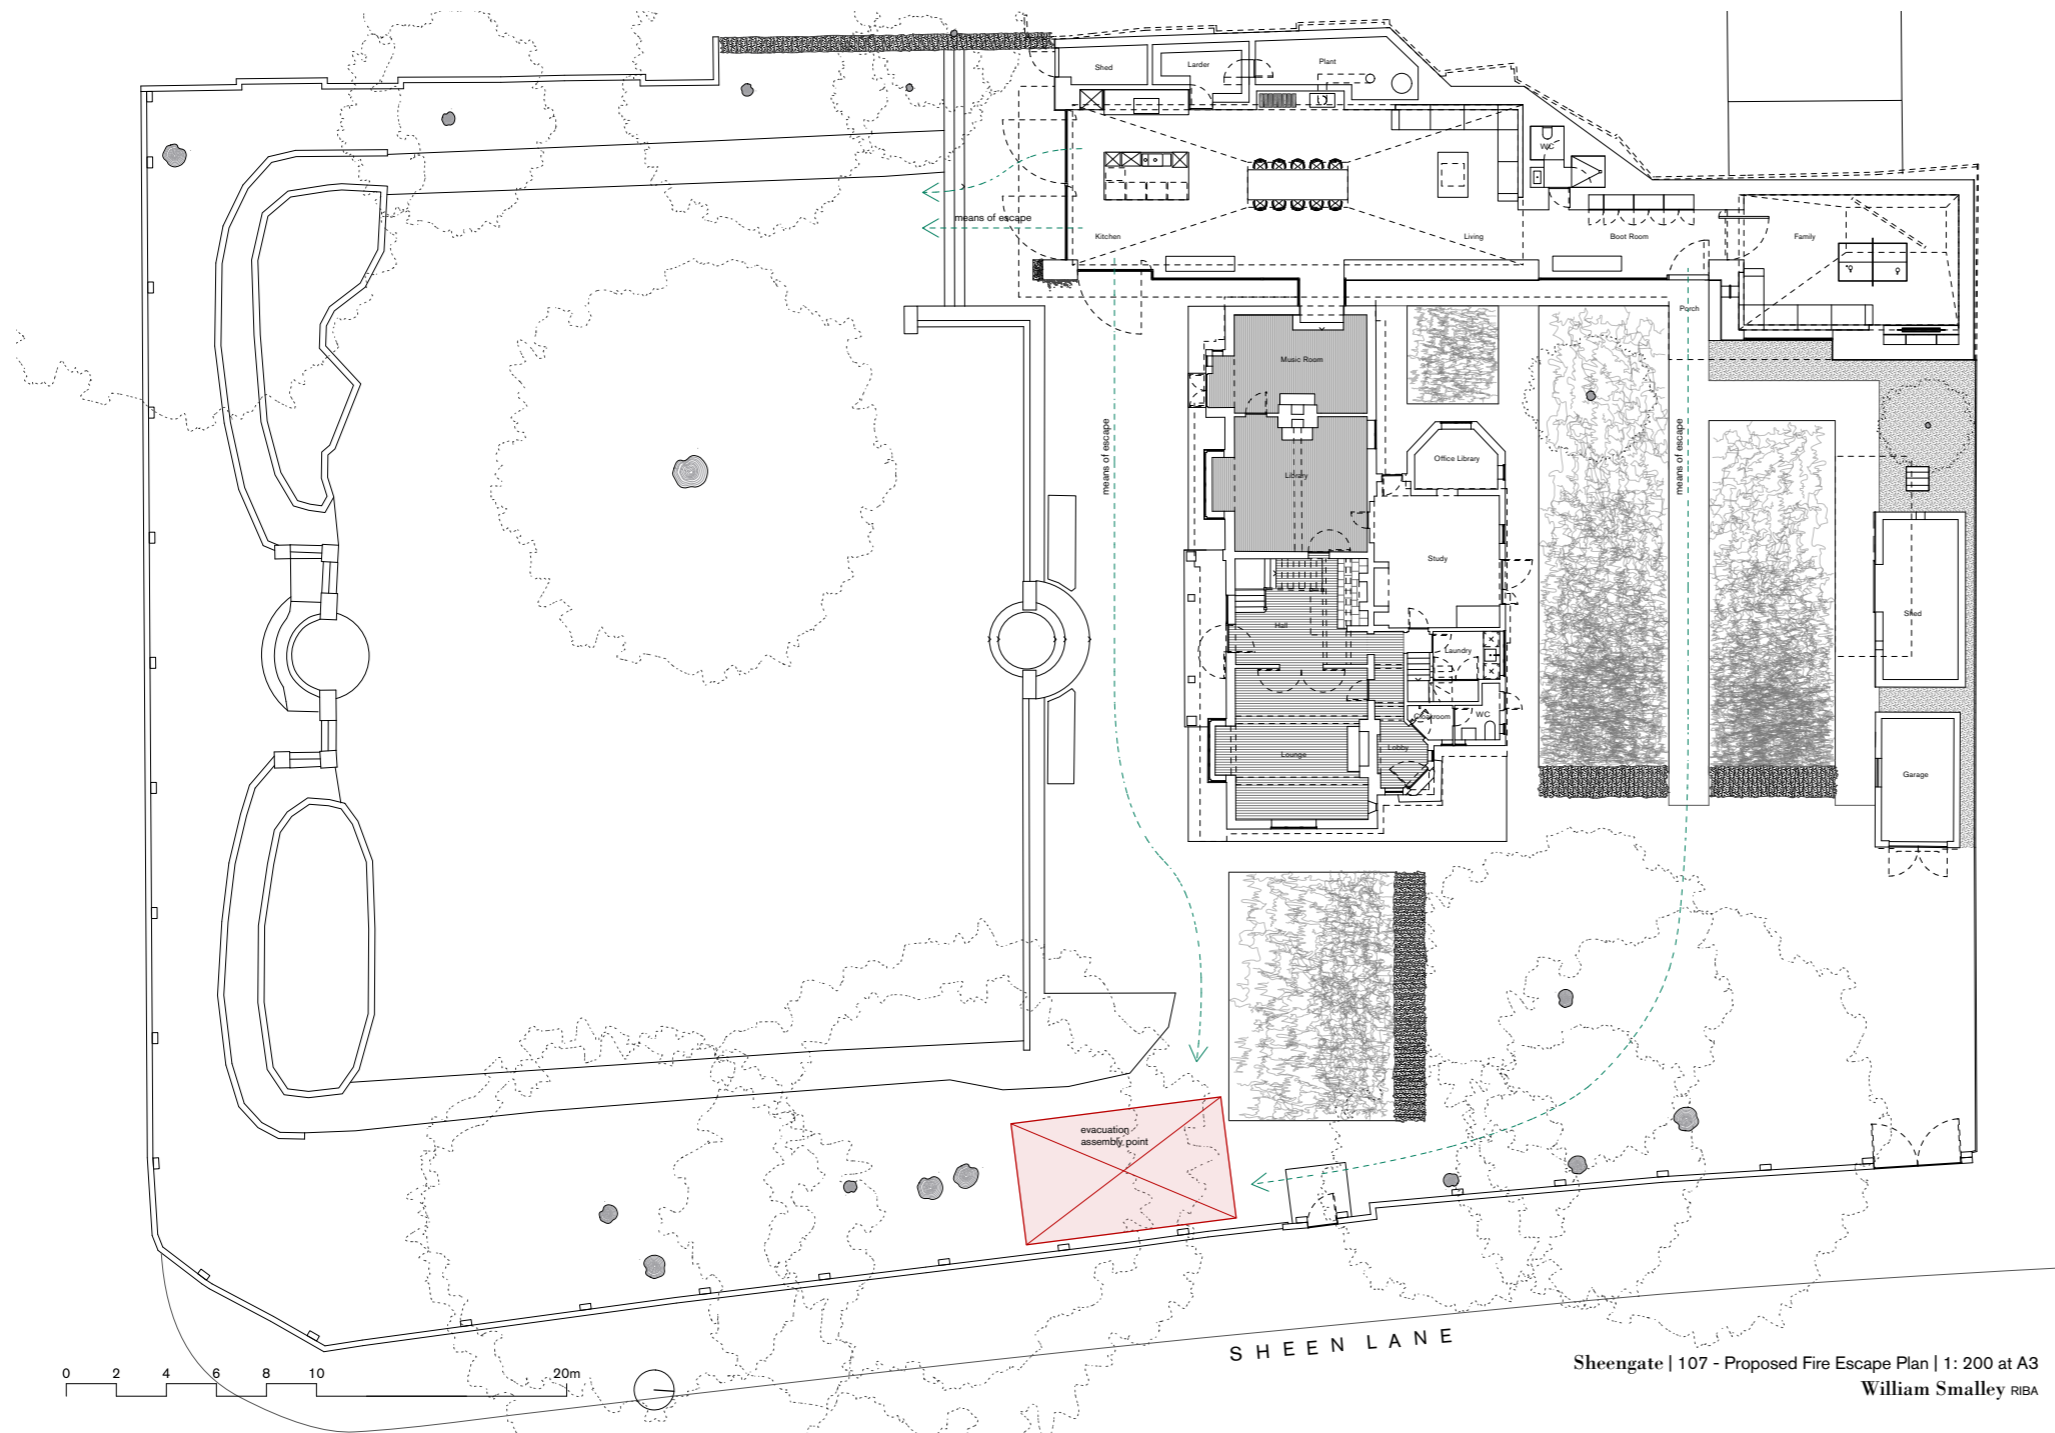 Shed
Larder
Plant
WC
means of escape
Kitchen
Living
Boot Room
Family
Porch
Music Room
means of escape
Library
Office Library
means of escape
Study
Shed
Hall
Laundry
Cloakroom
WC
Lounge
Lobby
Garage
evacuation
assembly point
SHEEN LANE
0 2 4 6 8 10 20m
Sheengate | 107 - Proposed Fire Escape Plan | 1: 200 at A3
William Smalley RIBA